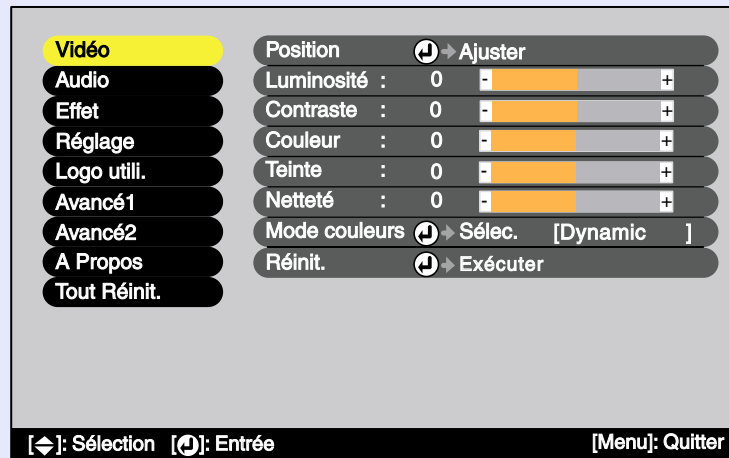 Vidéo
Audio
Effet
Réglage
Logo utili.
Avancé1
Avancé2
A Propos
Tout Réinit.
Position Ajuster
Luminosité : 0 - +
Contraste : 0 - +
Couleur : 0 - +
Teinte : 0 - +
Netteté : 0 - +
Mode couleurs Sélec. [Dynamic ]
Réinit. Exécuter
[ ]: Sélection [ ]: Entrée [Menu]: Quitter